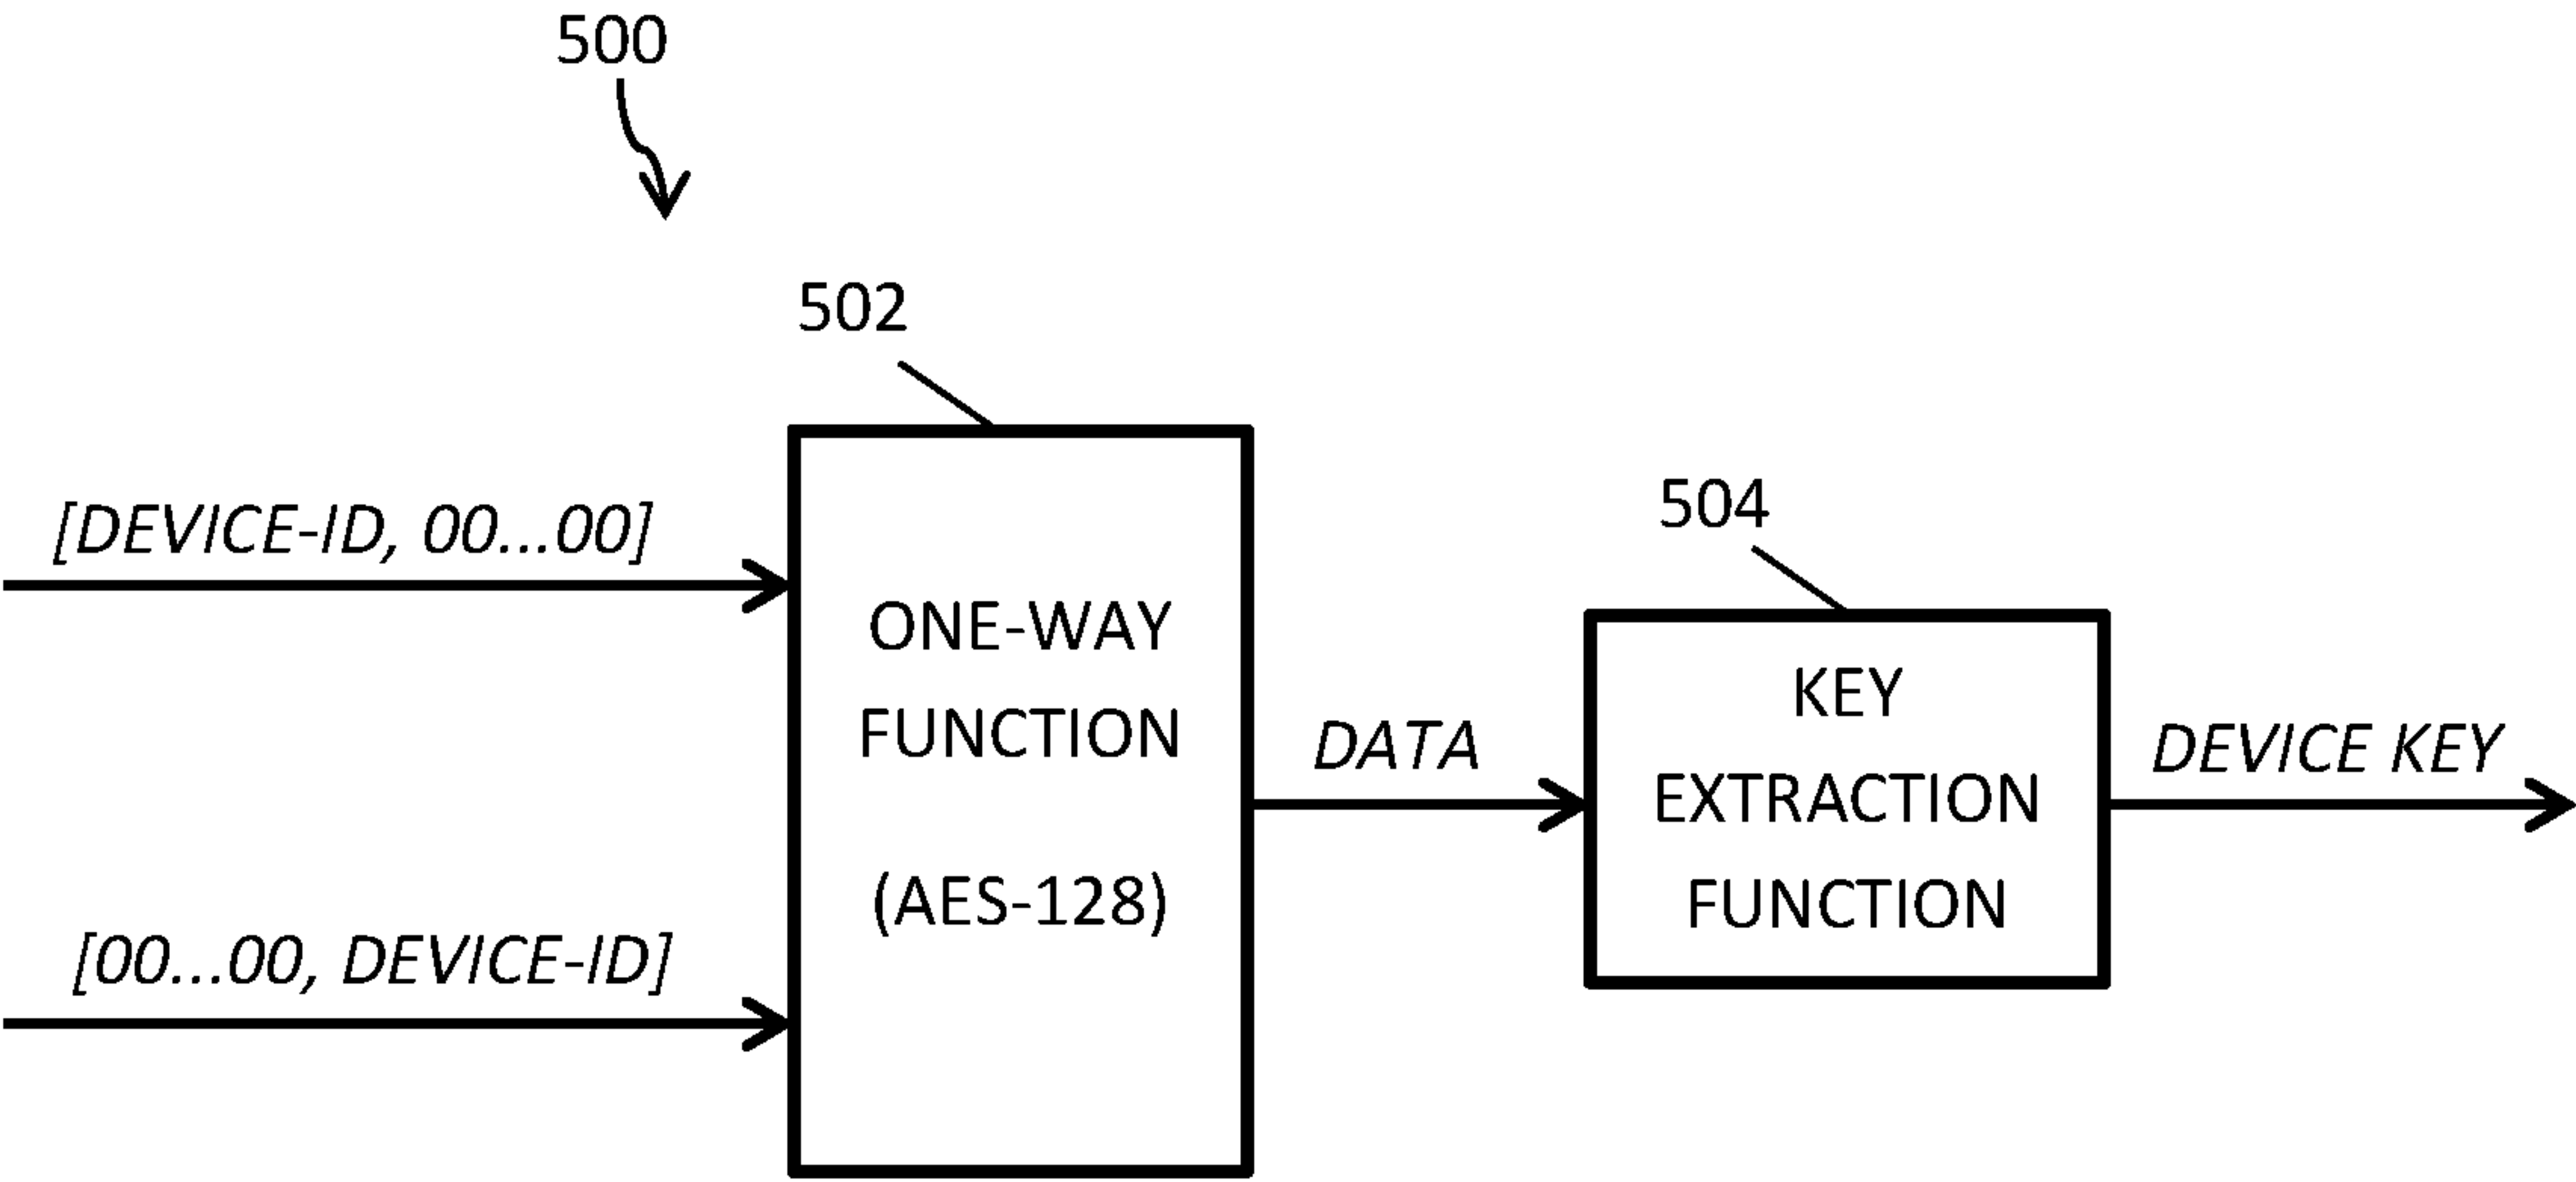 500
502
[DEVICE-ID, 00...00]
504
ONE-WAY
FUNCTION
(AES-128)
[00...00, DEVICE-ID]
DATA
KEY
EXTRACTION
FUNCTION
DEVICE KEY